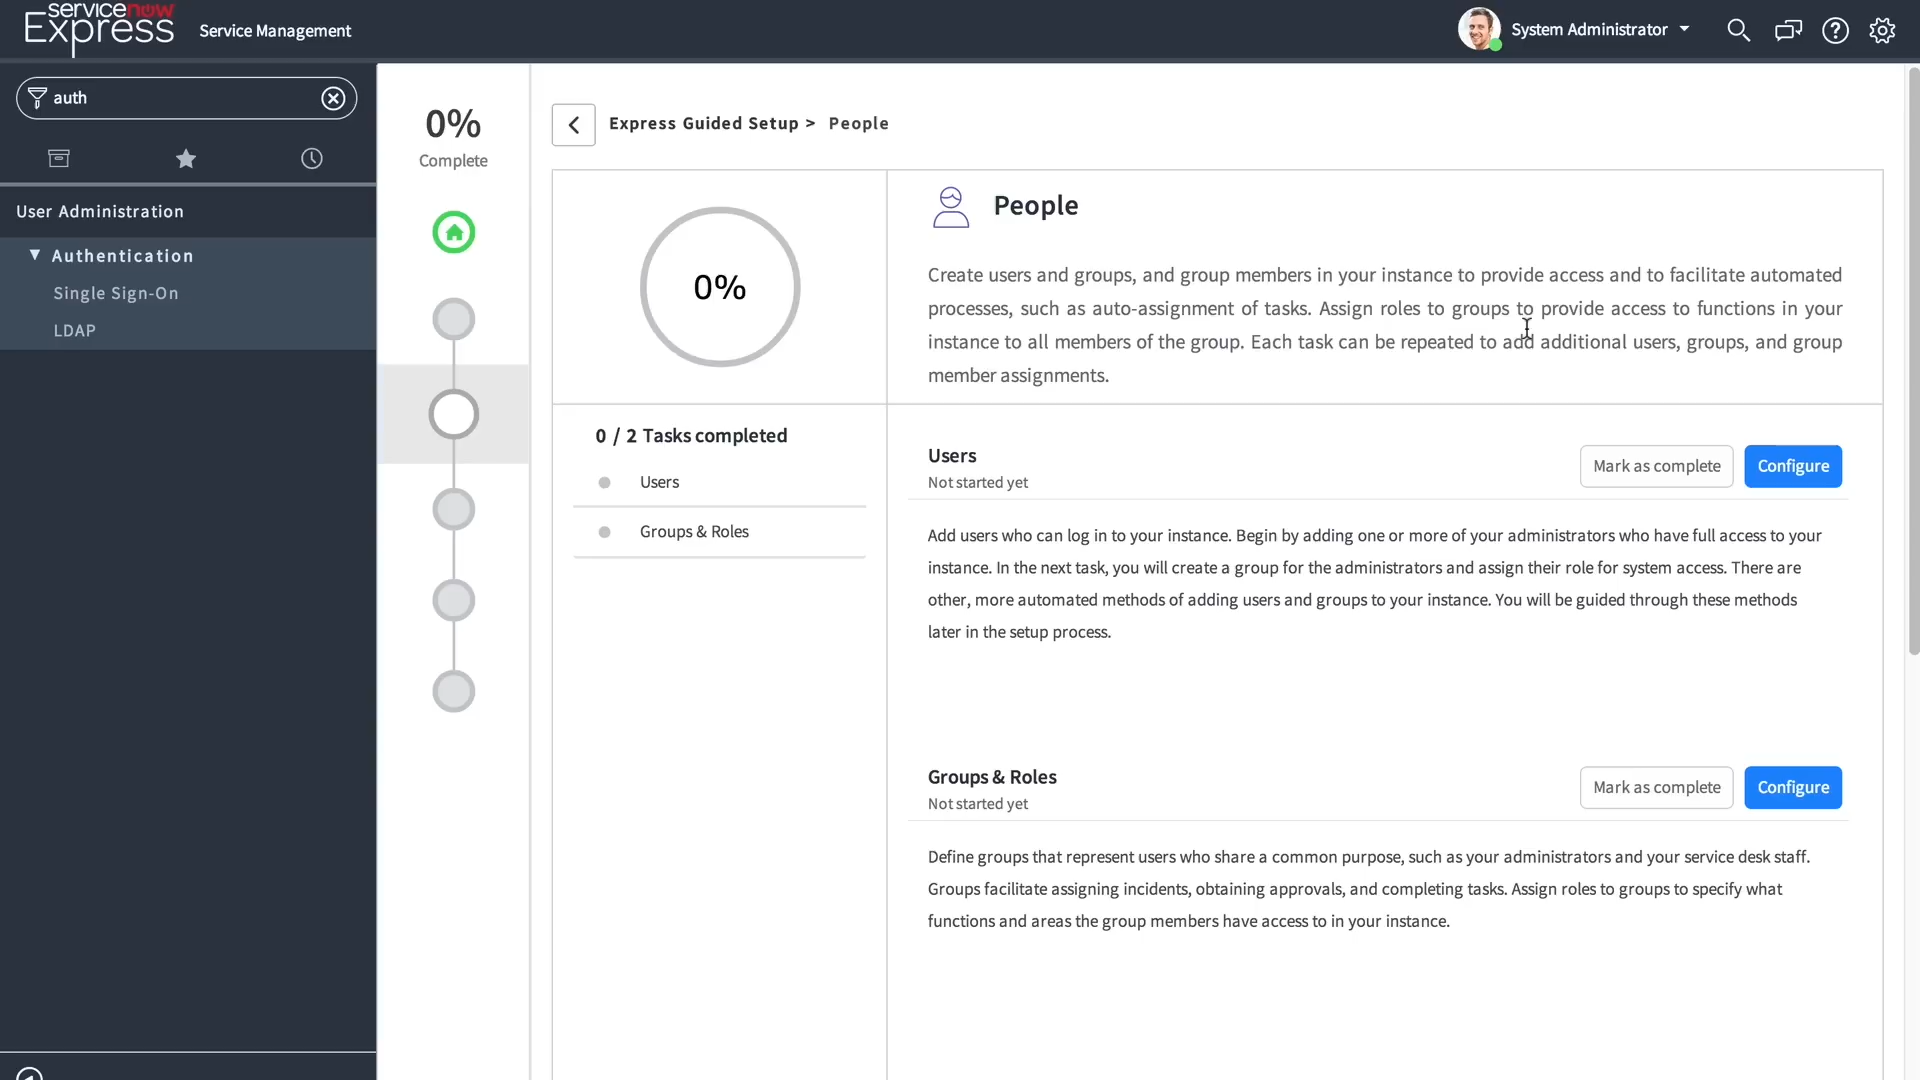 servicenow
Express
Service Management
System Administrator
auth
User Administration
Authentication
Single Sign-On
LDAP
0%
Complete
Express Guided Setup > People
0%
People
Create users and groups, and group members in your instance to provide access and to facilitate automated
processes, such as auto-assignment of tasks. Assign roles to groups to provide access to functions in your
instance to all members of the group. Each task can be repeated to add additional users, groups, and group
member assignments.
0 / 2 Tasks completed
Users
Groups & Roles
Users
Not started yet
Mark as complete
Configure
Add users who can log in to your instance. Begin by adding one or more of your administrators who have full access to your
instance. In the next task, you will create a group for the administrators and assign their role for system access. There are
other, more automated methods of adding users and groups to your instance. You will be guided through these methods
later in the setup process.
Groups & Roles
Not started yet
Mark as complete
Configure
Define groups that represent users who share a common purpose, such as your administrators and your service desk staff.
Groups facilitate assigning incidents, obtaining approvals, and completing tasks. Assign roles to groups to specify what
functions and areas the group members have access to in your instance.